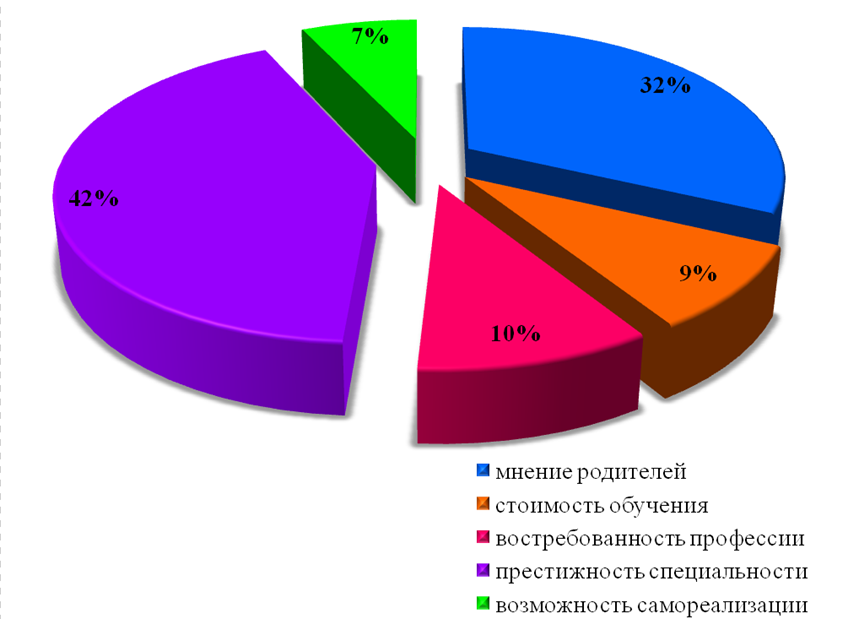 7%
32%
42%
9%
10%
мнение родителей
стоимость обучения
востребованность профессии
престижность специальности
возможность самореализации